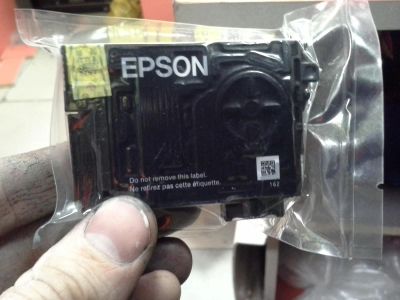 EPSON
Do not remove this label.
Ne retirez pas cette étiquette.
162